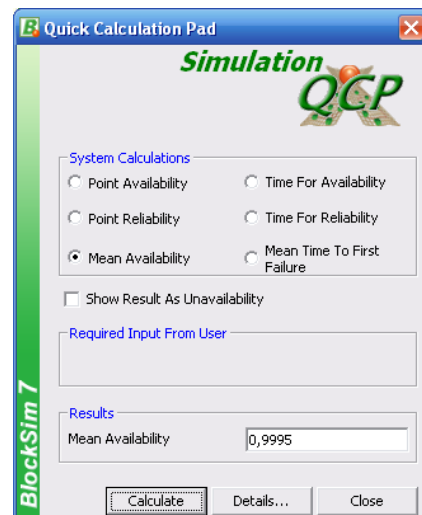 Quick Calculation Pad
Simulation
QCP
System Calculations
Point Availability
Time For Availability
Point Reliability
Time For Reliability
Mean Availability
Mean Time To First
Failure
Show Result As Unavailability
Required Input From User
Results
Mean Availability
0,9995
Calculate
Details...
Close
BlockSim 7